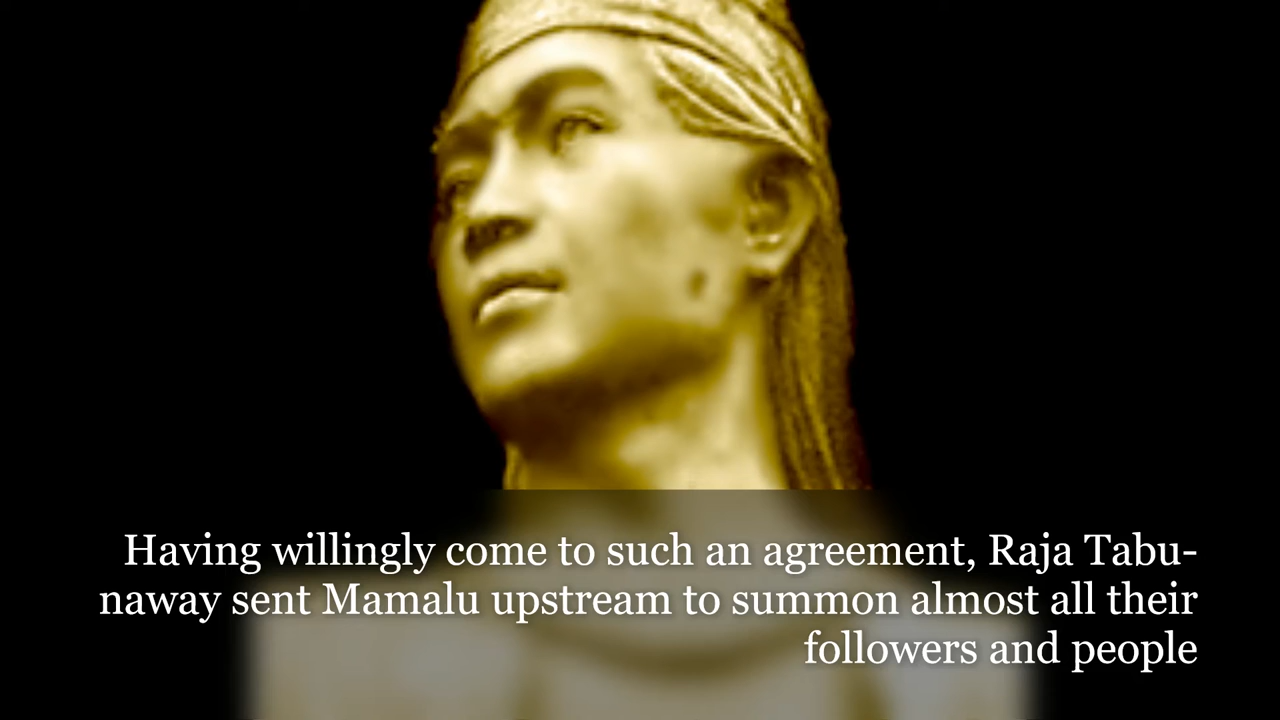 Having willingly come to such an agreement, Raja Tabu-
naway sent Mamalu upstream to summon almost all their
followers and people